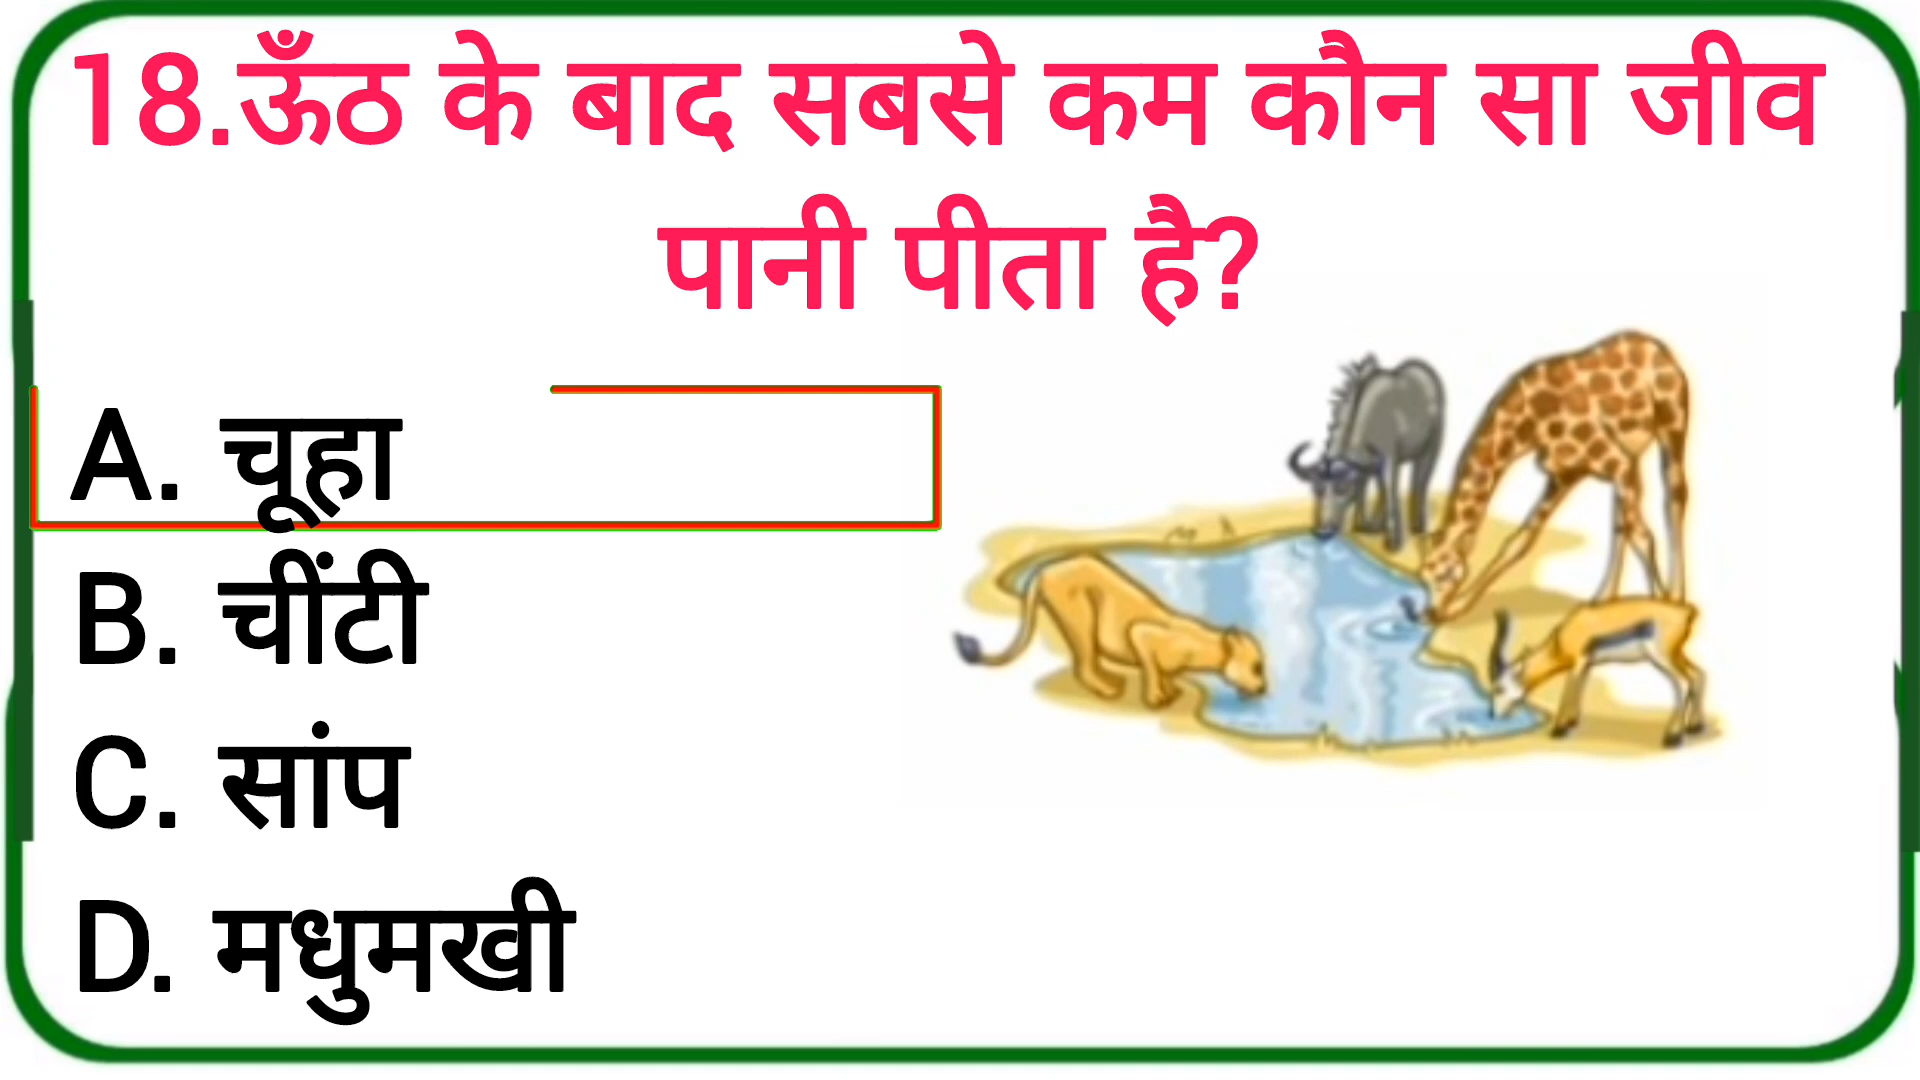 18.ऊँठ के बाद सबसे कम कौन सा जीव
पानी पीता है?
A. चूहा
B. चींटी
C. सांप
D. मधुमखी